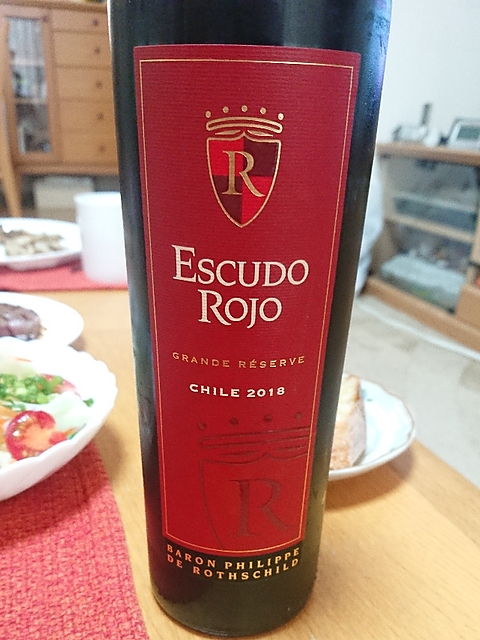 R
ESCUDO
ROJO
GRANDE RÉSERVE
CHILE 2018
R
BARON PHILIPPE
DE ROTHSCHILD